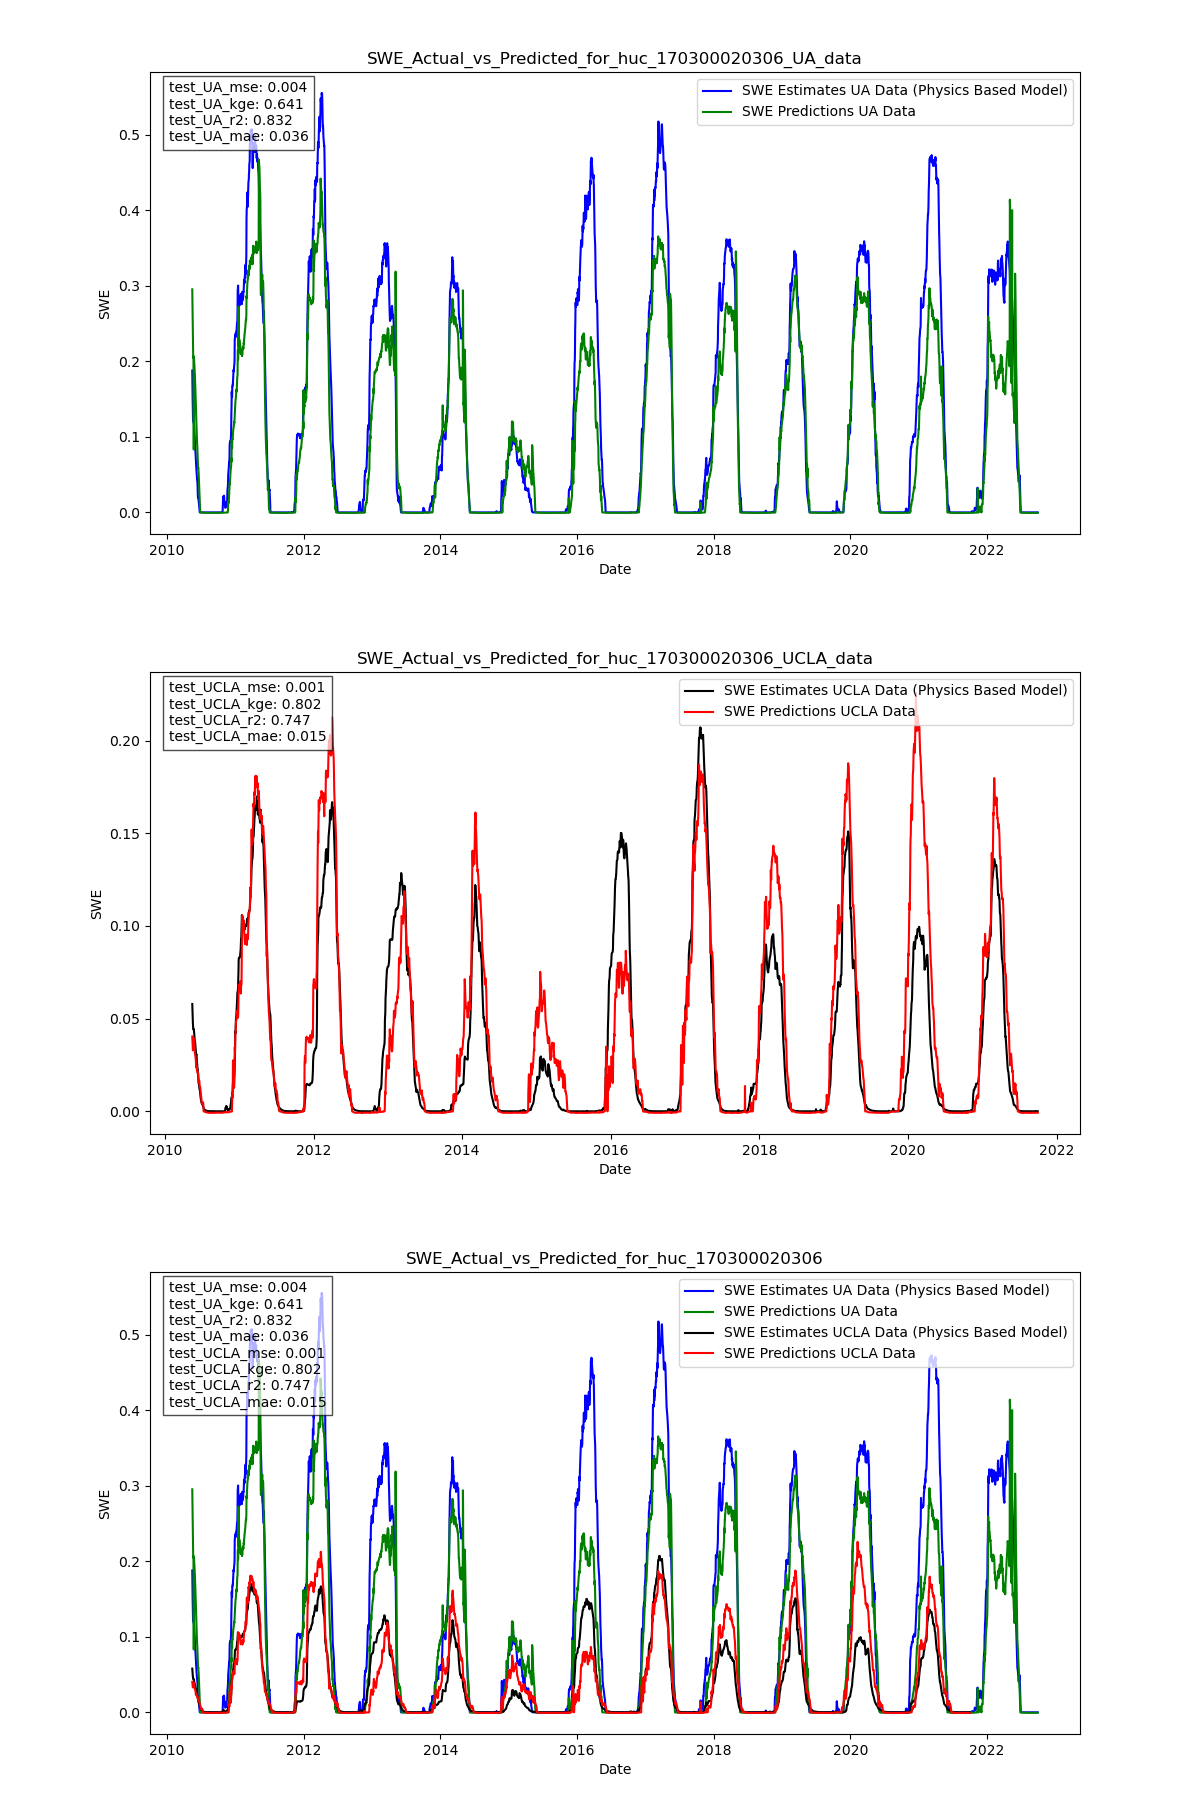 SWE_Actual_vs_Predicted_for_huc_170300020306_UA_data
test_UA_mse: 0.004
test_UA_kge: 0.641
test_UA_r2: 0.832
test_UA_mae: 0.036
SWE Estimates UA Data (Physics Based Model)
SWE Predictions UA Data
0.5
0.4
0.3
0.2
0.1
0.0
SWE
2010 2012 2014 2016 2018 2020 2022
Date
SWE_Actual_vs_Predicted_for_huc_170300020306_UCLA_data
test_UCLA_mse: 0.001
test_UCLA_kge: 0.802
test_UCLA_r2: 0.747
test_UCLA_mae: 0.015
SWE Estimates UCLA Data (Physics Based Model)
SWE Predictions UCLA Data
0.20
0.15
0.10
0.05
0.00
SWE
2010 2012 2014 2016 2018 2020 2022
Date
SWE_Actual_vs_Predicted_for_huc_170300020306
test_UA_mse: 0.004
test_UA_kge: 0.641
test_UA_r2: 0.832
test_UA_mae: 0.036
test_UCLA_mse: 0.001
test_UCLA_kge: 0.802
test_UCLA_r2: 0.747
test_UCLA_mae: 0.015
SWE Estimates UA Data (Physics Based Model)
SWE Predictions UA Data
SWE Estimates UCLA Data (Physics Based Model)
SWE Predictions UCLA Data
0.5
0.4
0.3
0.2
0.1
0.0
SWE
2010 2012 2014 2016 2018 2020 2022
Date